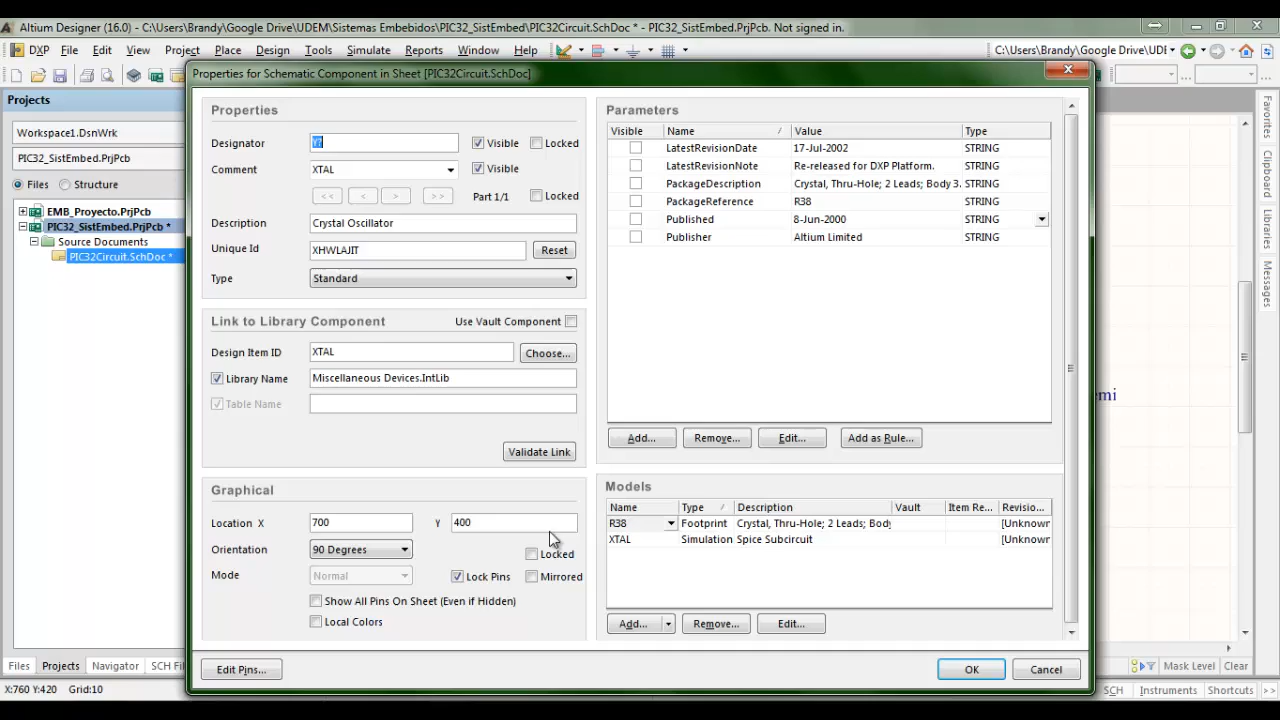 Altium Designer (16.0) - C:\Users\Brandy\Google Drive\UDEM\Sistemas Embebidos\PIC32_SistEmbed\PIC32Circuit.SchDoc * - PIC32_SistEmbed.PrjPcb. Not signed in.
DXP File Edit View Project Place Design Tools Simulate Reports Window Help C:\Users\Brandy\Google Drive\UDEM
Properties for Schematic Component in Sheet [PIC32Circuit.SchDoc]
Projects
Workspace1.DsnWrk
PIC32_SistEmbed.PrjPcb
Files Structure
EMB_Proyecto.PrjPcb
PIC32_SistEmbed.PrjPcb *
Source Documents
PIC32Circuit.SchDoc *
Properties
Designator Y? Visible Locked
Comment XTAL Visible
<< < > >> Part 1/1 Locked
Description Crystal Oscillator
Unique Id XHWLAJIT Reset
Type Standard
Link to Library Component Use Vault Component
Design Item ID XTAL Choose...
Library Name Miscellaneous Devices.IntLib
Table Name
Validate Link
Graphical
Location X 700 Y 400
Orientation 90 Degrees Locked
Mode Normal Lock Pins Mirrored
Show All Pins On Sheet (Even if Hidden)
Local Colors
Parameters
Visible Name Value Type
LatestRevisionDate 17-Jul-2002 STRING
LatestRevisionNote Re-released for DXP Platform. STRING
PackageDescription Crystal, Thru-Hole; 2 Leads; Body 3. STRING
PackageReference R38 STRING
Published 8-Jun-2000 STRING
Publisher Altium Limited STRING
Add... Remove... Edit... Add as Rule...
Models
Name Type Description Vault Item Re... Revisio...
R38 Footprint Crystal, Thru-Hole; 2 Leads; Body [Unknown
XTAL Simulation Spice Subcircuit [Unknown
Add... Remove... Edit...
Edit Pins... OK Cancel
Favorites
Clipboard
Libraries
Messages
emi
Files Projects Navigator SCH Fil
Mask Level Clear
X:760 Y:420 Grid:10
SCH Instruments Shortcuts >>